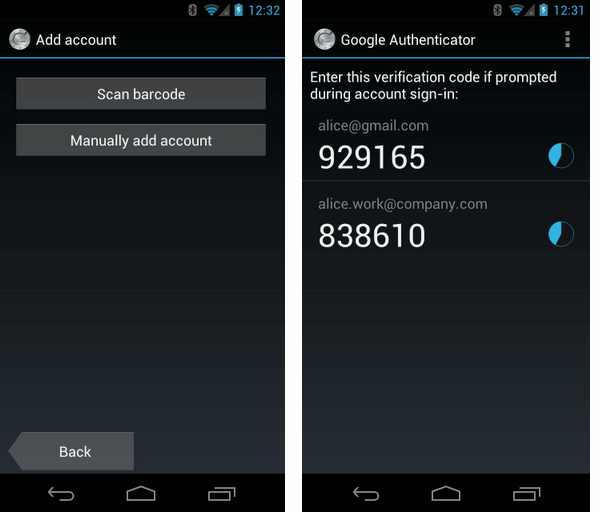 12:32
Add account
Scan barcode
Manually add account
Back
12:31
Google Authenticator
Enter this verification code if prompted
during account sign-in:
alice@gmail.com
929165
alice.work@company.com
838610